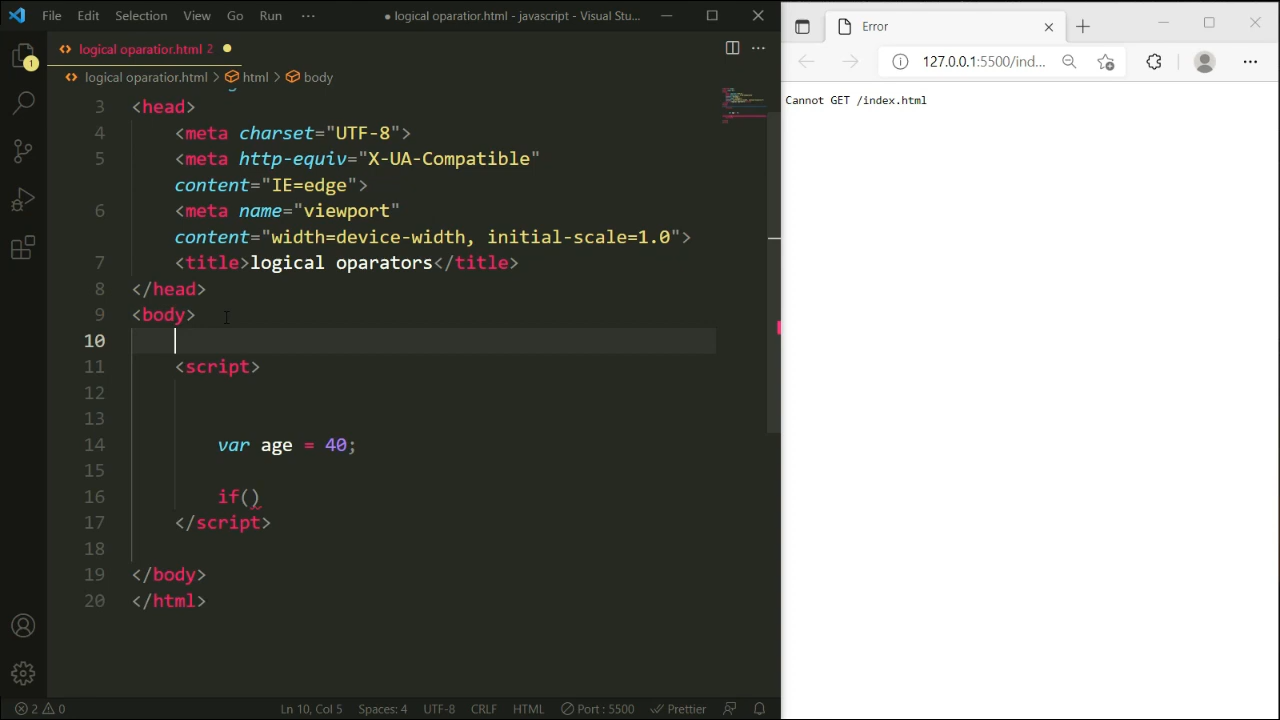 File Edit Selection View Go Run ··· ● logical oparatior.html - javascript - Visual Stu...
logical oparatior.html 2 ●
logical oparatior.html > html > body
3 <head>
4 <meta charset="UTF-8">
5 <meta http-equiv="X-UA-Compatible"
content="IE=edge">
6 <meta name="viewport"
content="width=device-width, initial-scale=1.0">
7 <title>logical oparators</title>
8 </head>
9 <body>
10
11 <script>
12
13
14 var age = 40;
15
16 if()
17 </script>
18
19 </body>
20 </html>
1
2 0 Ln 10, Col 5 Spaces: 4 UTF-8 CRLF HTML Port : 5500 Prettier
Error
127.0.0.1:5500/ind...
Cannot GET /index.html